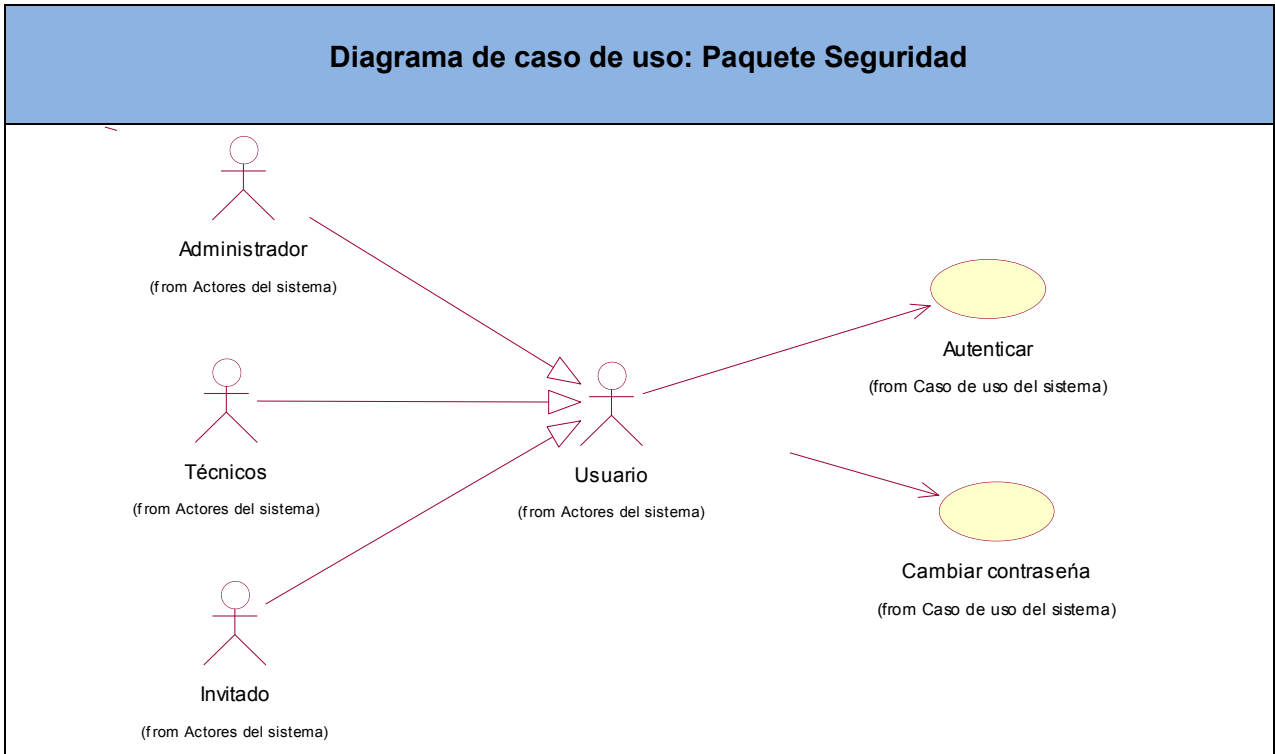 Diagrama de caso de uso: Paquete Seguridad
Administrador
(from Actores del sistema)
Autenticar
(from Caso de uso del sistema)
Técnicos
(from Actores del sistema)
Usuario
(from Actores del sistema)
Cambiar contraseńa
(from Caso de uso del sistema)
Invitado
(from Actores del sistema)